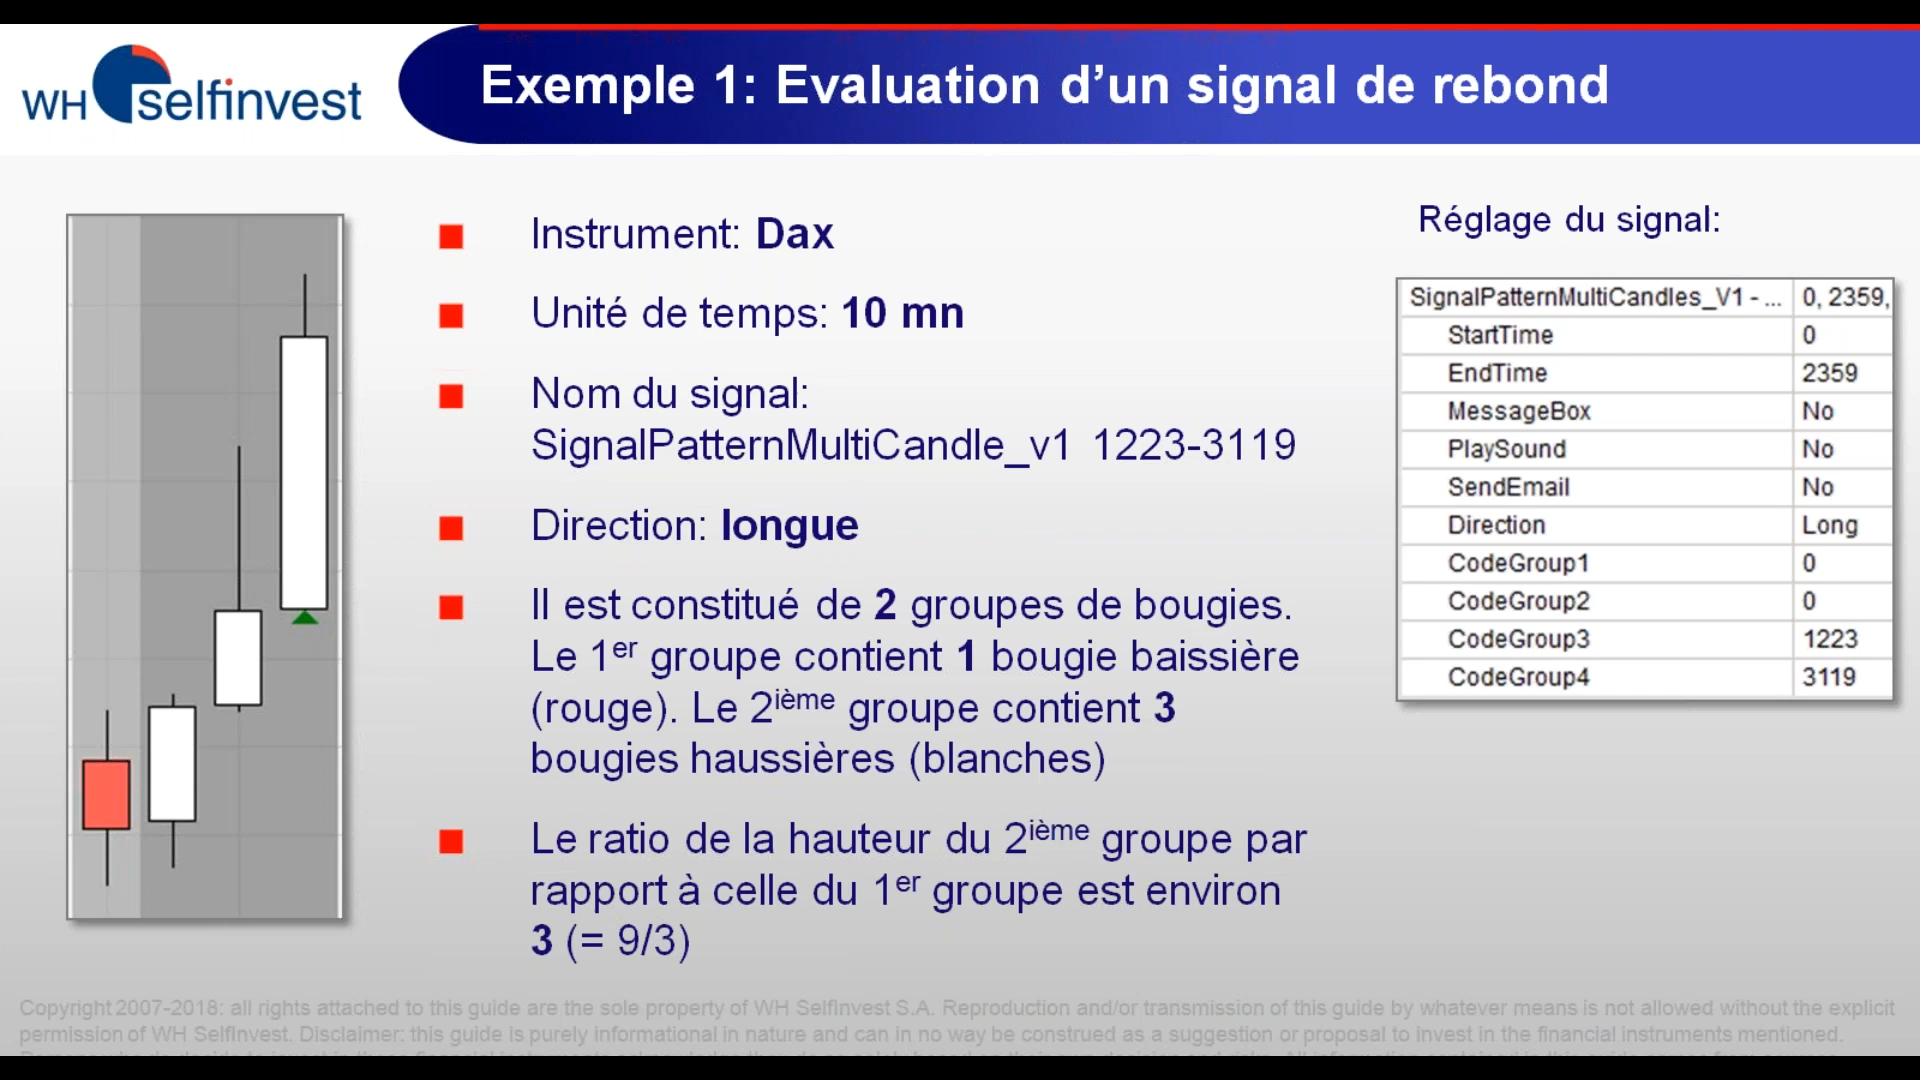 WH selfinvest
Exemple 1: Evaluation d’un signal de rebond
Instrument: Dax
Unité de temps: 10 mn
Nom du signal:
SignalPatternMultiCandle_v1 1223-3119
Direction: longue
Il est constitué de 2 groupes de bougies.
Le 1er groupe contient 1 bougie baissière
(rouge). Le 2ième groupe contient 3
bougies haussières (blanches)
Le ratio de la hauteur du 2ième groupe par
rapport à celle du 1er groupe est environ
3 (= 9/3)
Réglage du signal:
SignalPatternMultiCandles_V1 - ... 0, 2359,
StartTime 0
EndTime 2359
MessageBox No
PlaySound No
SendEmail No
Direction Long
CodeGroup1 0
CodeGroup2 0
CodeGroup3 1223
CodeGroup4 3119
Copyright 2007-2018: all rights attached to this guide are the sole property of WH SelfInvest S.A. Reproduction and/or transmission of this guide by whatever means is not allowed without the explicit
permission of WH SelfInvest. Disclaimer: this guide is purely informational in nature and can in no way be construed as a suggestion or proposal to invest in the financial instruments mentioned.